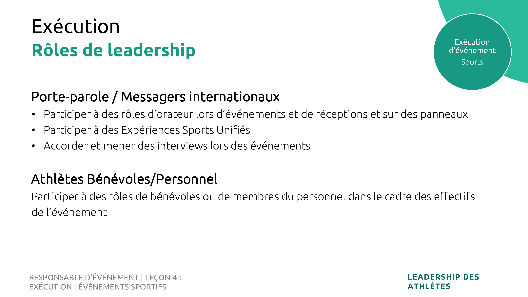 Exécution
Rôles de leadership
Exécution
d'événement
Sports
Porte-parole / Messagers internationaux
• Participer à des rôles d'orateur lors d'événements et de réceptions et sur des panneaux
• Participer à des Expériences Sports Unifiés
• Accorder et mener des interviews lors des événements
Athlètes Bénévoles/Personnel
Participer à des rôles de bénévoles ou de membres du personnel dans le cadre des effectifs
de l'événement
RESPONSABLE D'ÉVÉNEMENT | LEÇON 4 :
EXÉCUTION | ÉVÉNEMENTS SPORTIFS
LEADERSHIP DES
ATHLÈTES